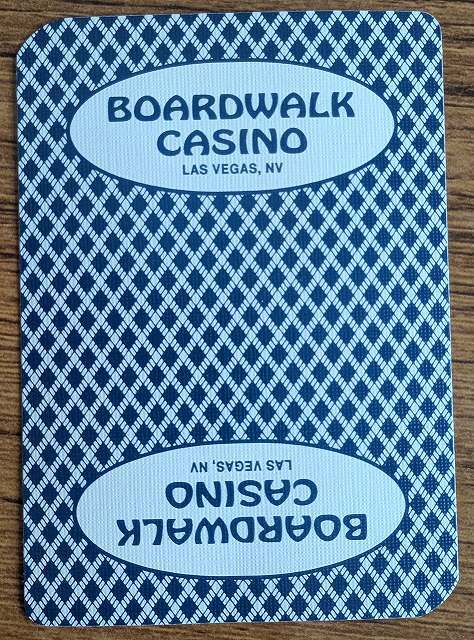 BOARDWALK
CASINO
LAS VEGAS, NV
BOARDWALK
CASINO
LAS VEGAS, NV